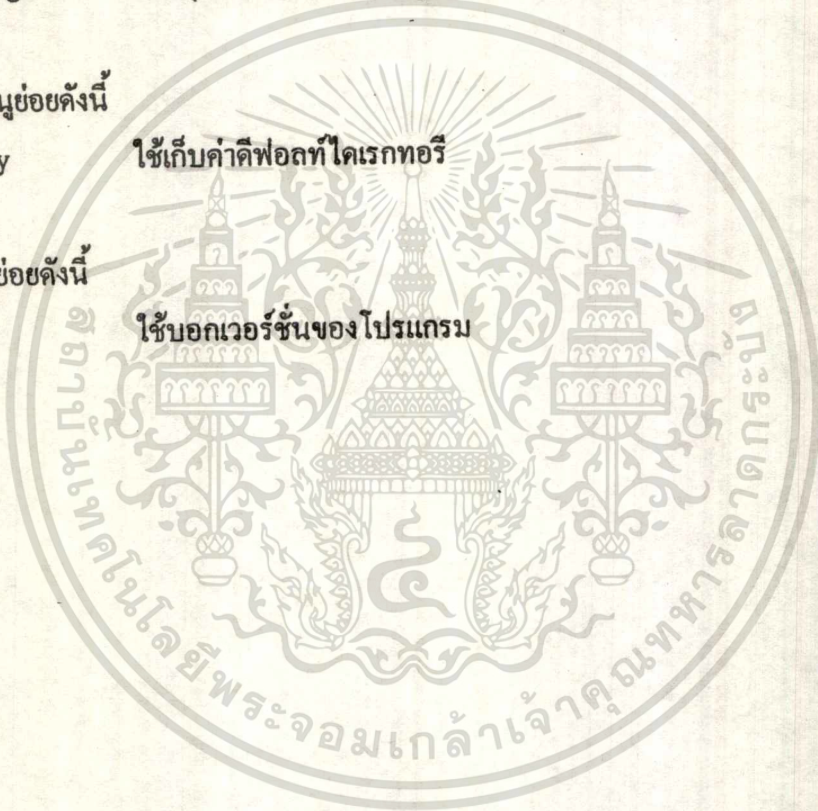 นูย่อยดังนี้
y ใช้เก็บค่าดีฟอลท์ไดเรกทอรี
ย่อยดังนี้
ใช้บอกเวอร์ชั่นของโปรแกรม
สถาบันเทคโนโลยีพระจอมเกล้าเจ้าคุณทหารลาดกระบัง